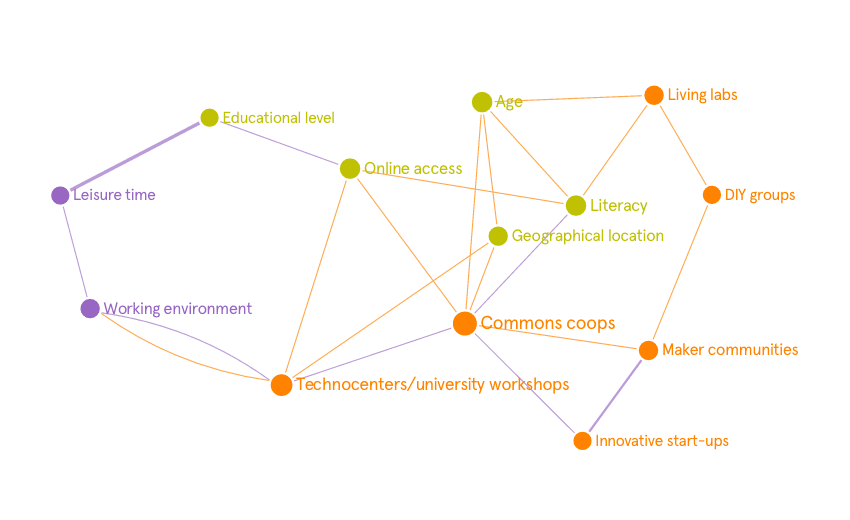 Living labs
Age
Educational level
Online access
Leisure time
DIY groups
Literacy
Geographical location
Working environment
Commons coops
Maker communities
Technocenters/university workshops
Innovative start-ups